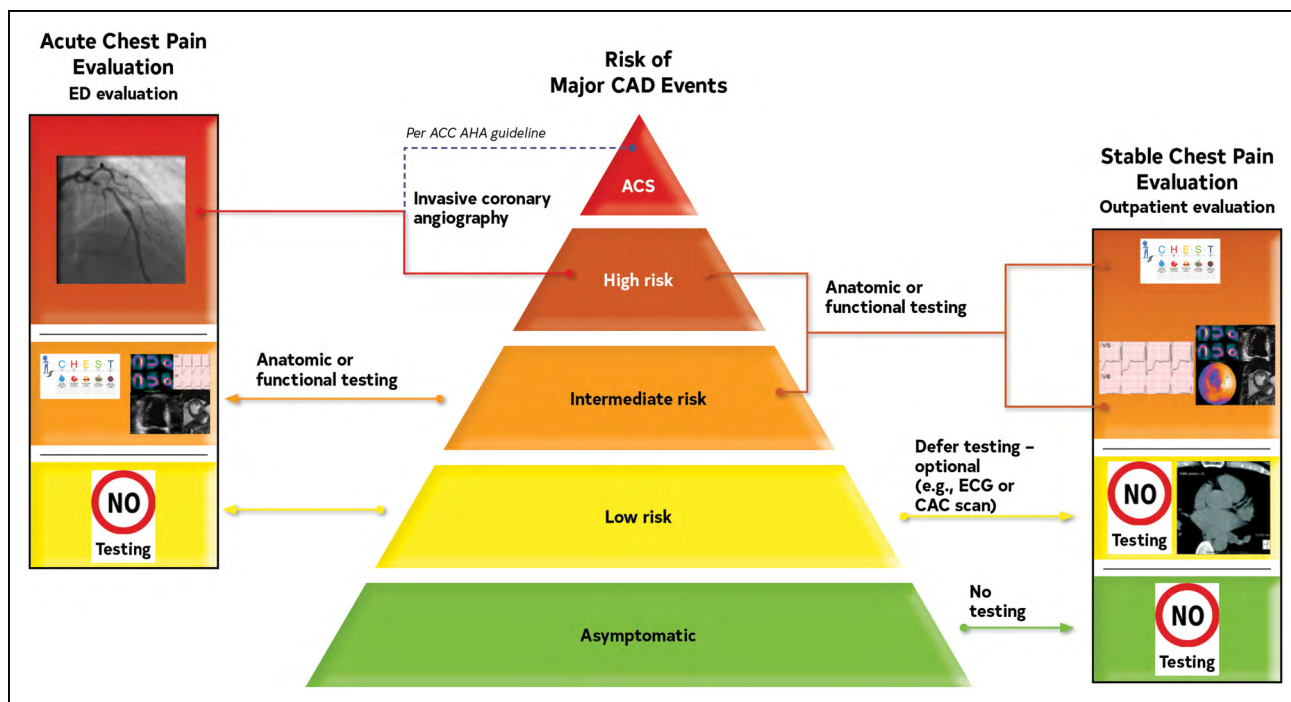 Acute Chest Pain
Evaluation
ED evaluation
Per ACC AHA guideline
Invasive coronary
angiography
Risk of
Major CAD Events
ACS
High risk
Intermediate risk
Low risk
Asymptomatic
Anatomic or
functional testing
C H E S T
NO
Testing
Stable Chest Pain
Evaluation
Outpatient evaluation
Anatomic or
functional testing
C H E S T
V5
V6
Defer testing –
optional
(e.g., ECG or
CAC scan)
NO
Testing
No
testing
NO
Testing